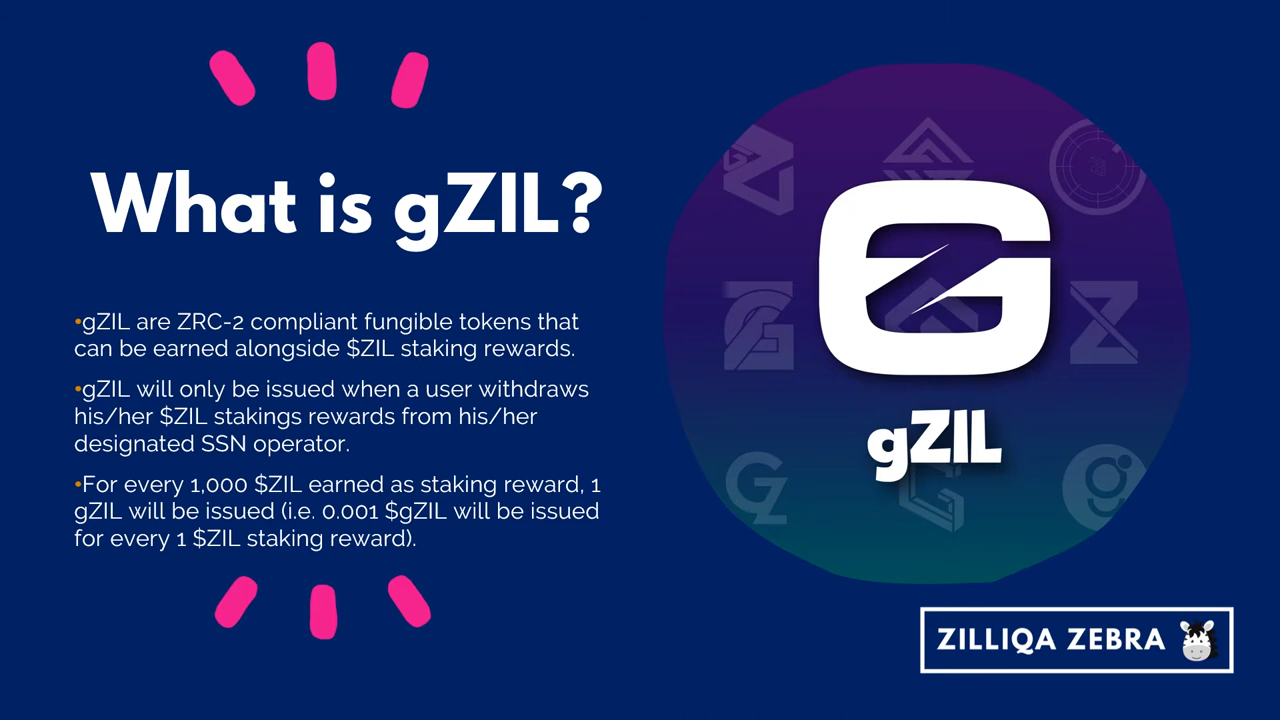 What is gZIL?
•gZIL are ZRC-2 compliant fungible tokens that
can be earned alongside $ZIL staking rewards.
•gZIL will only be issued when a user withdraws
his/her $ZIL stakings rewards from his/her
designated SSN operator.
•For every 1,000 $ZIL earned as staking reward, 1
gZIL will be issued (i.e. 0.001 $gZIL will be issued
for every 1 $ZIL staking reward).
gZIL
ZILLIQA ZEBRA